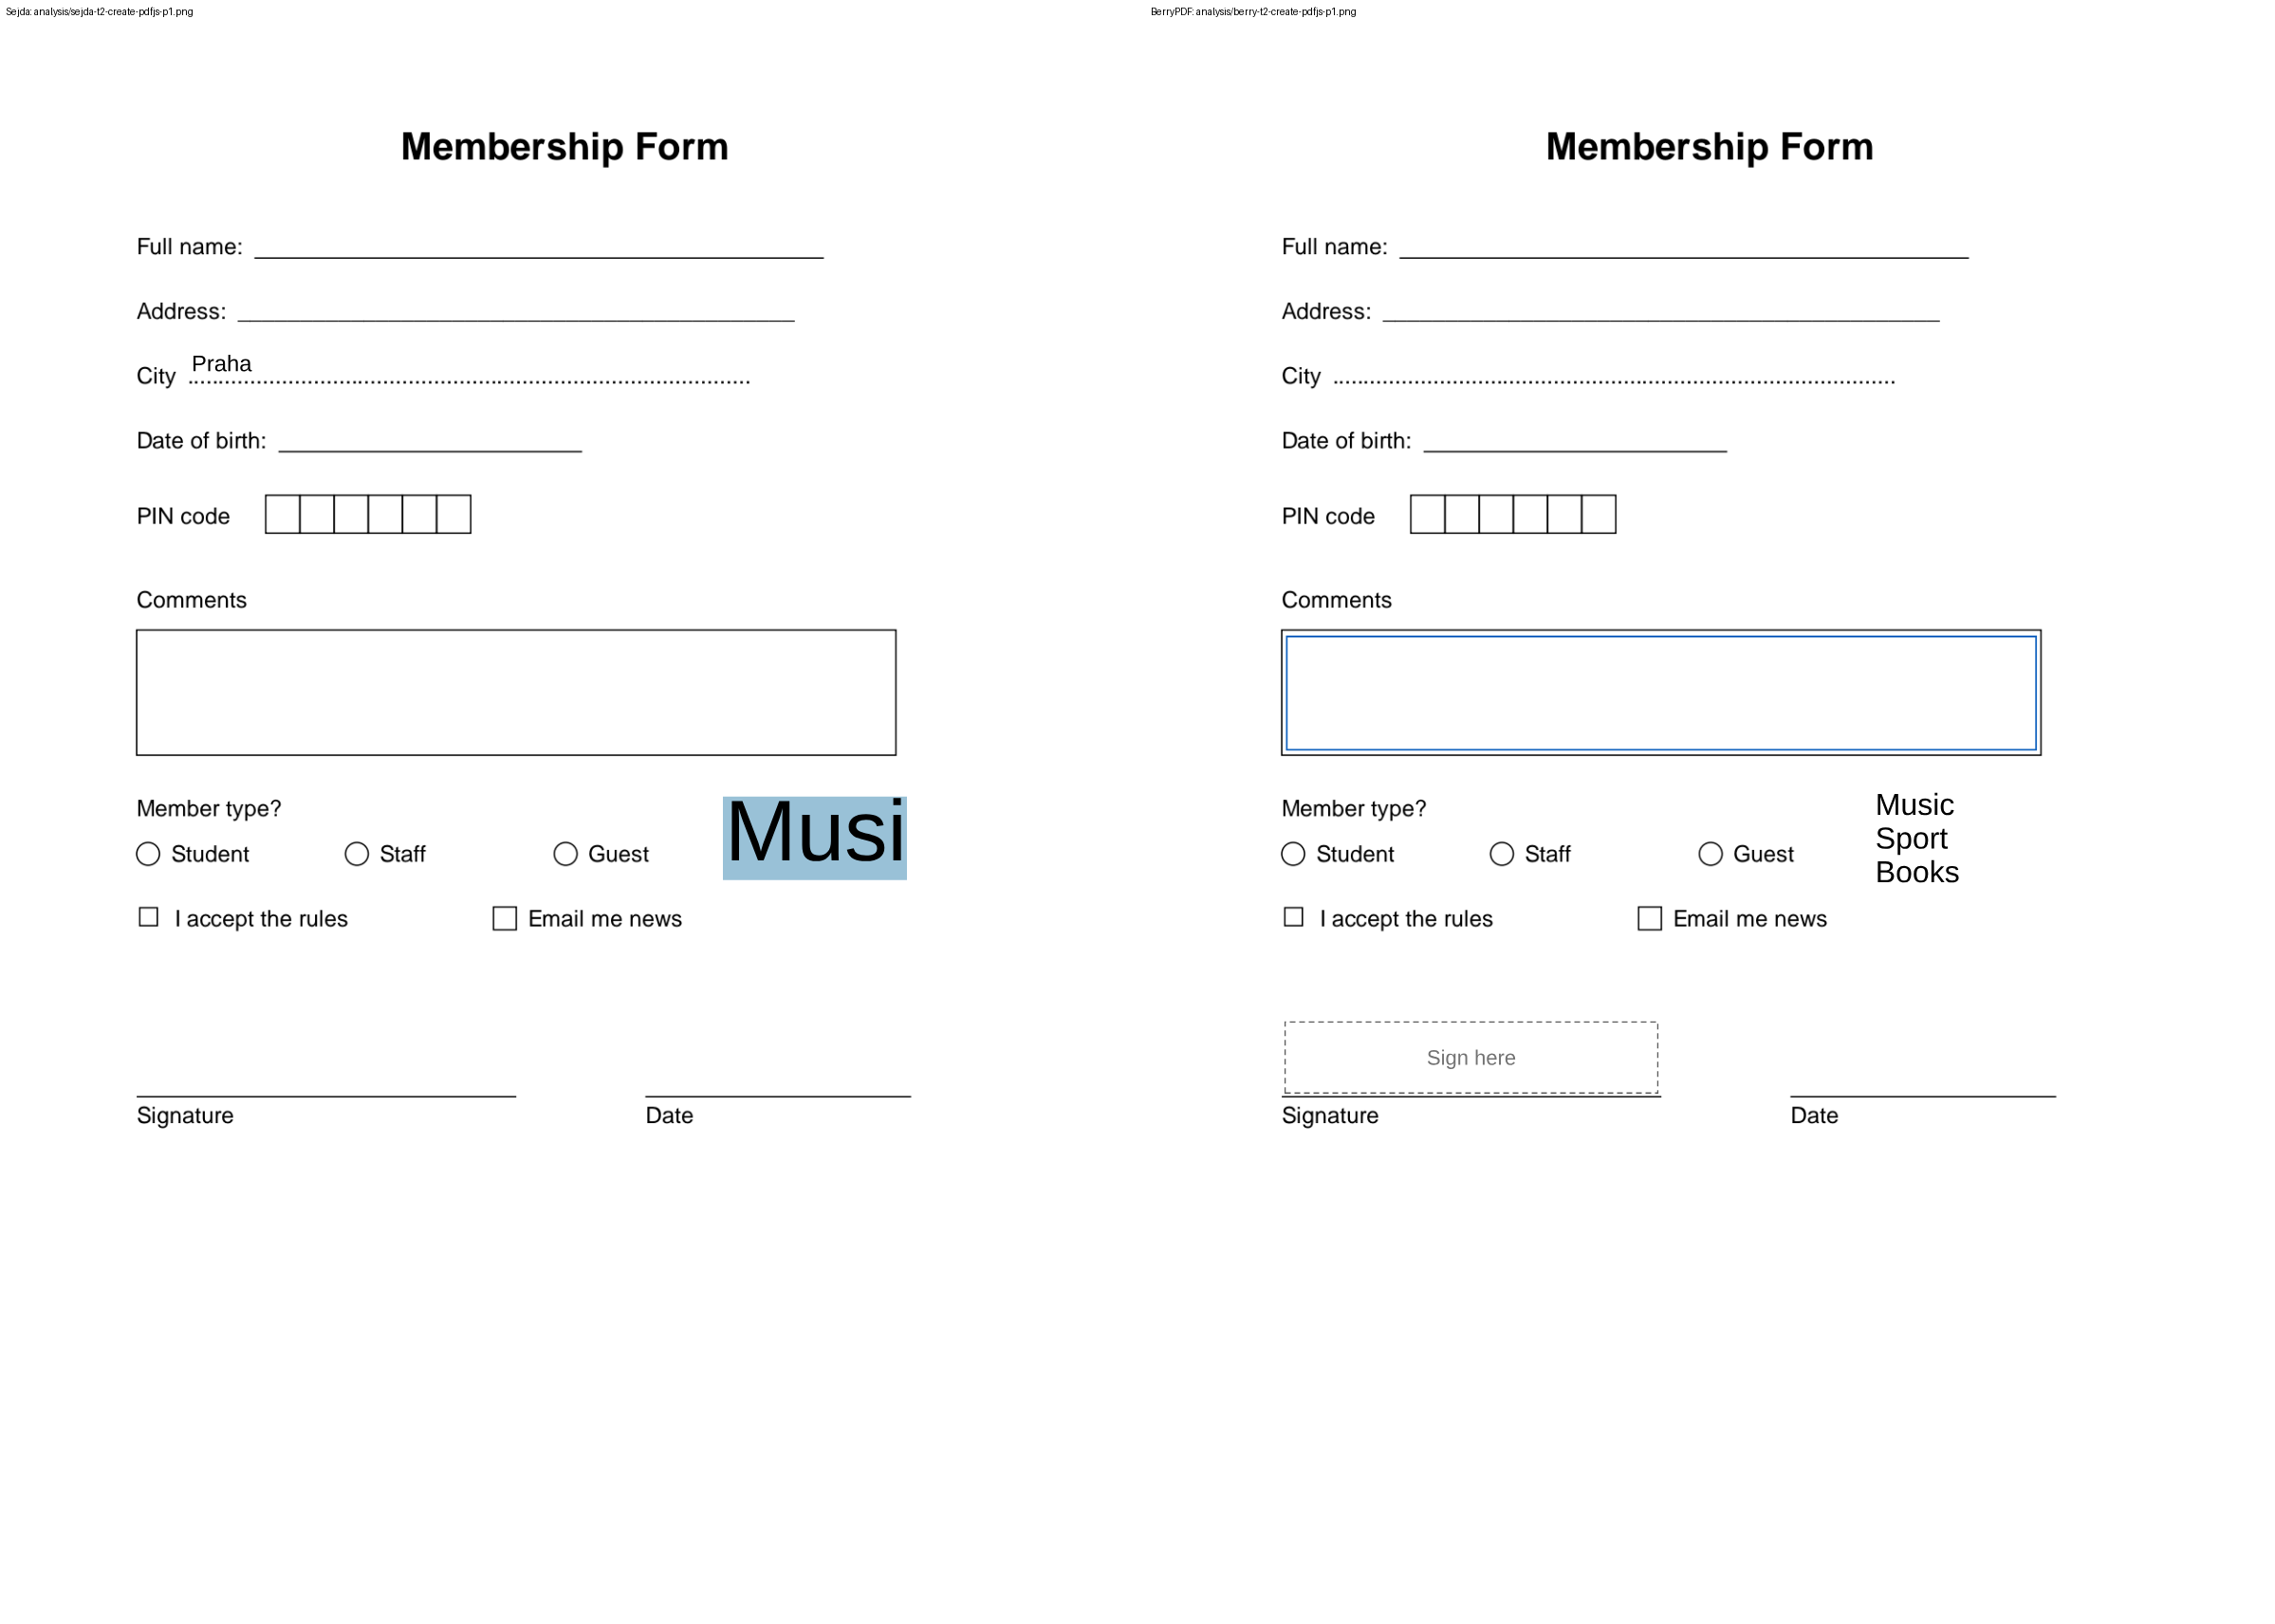 Sejda: analysis/sejda-t2-create-pdfjs-p1.png
Membership Form
Full name:
Address:
City Praha
Date of birth:
PIN code
Comments
Member type?
Student Staff Guest
Musi
I accept the rules Email me news
Signature Date
BerryPDF: analysis/berry-t2-create-pdfjs-p1.png
Membership Form
Full name:
Address:
City
Date of birth:
PIN code
Comments
Member type?
Student Staff Guest
Music
Sport
Books
I accept the rules Email me news
Sign here
Signature Date